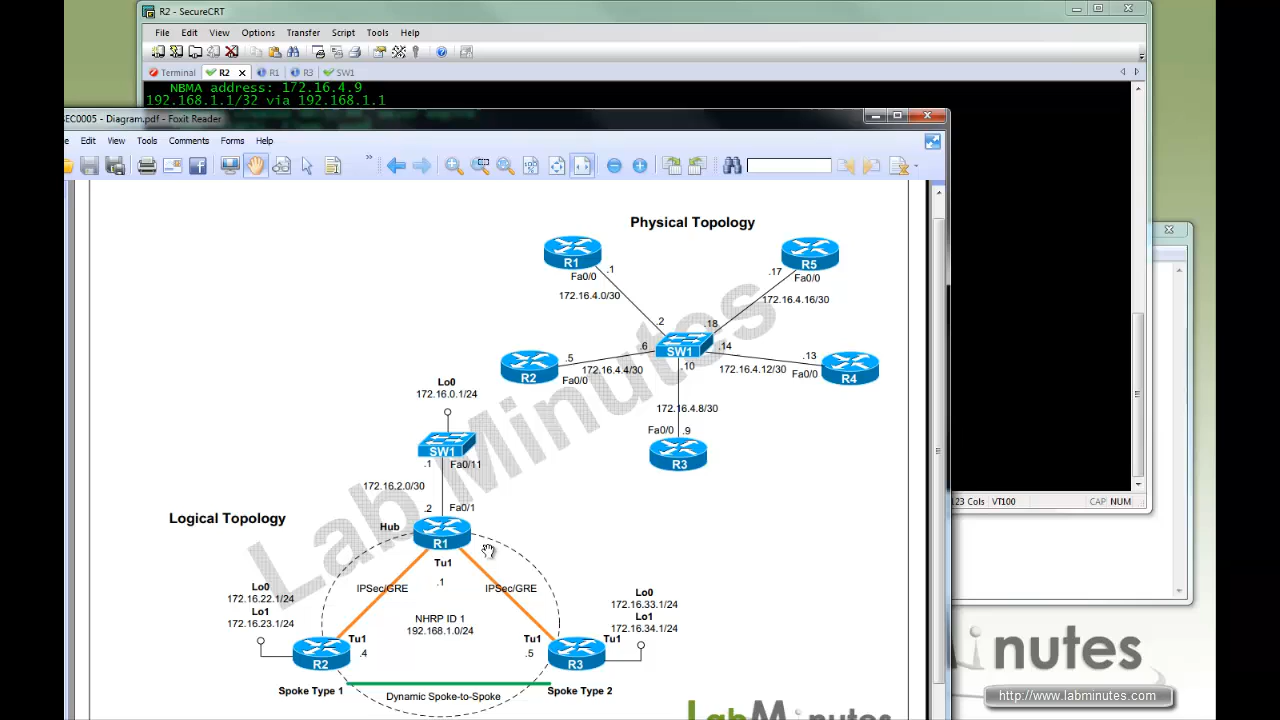 R2 - SecureCRT
File Edit View Options Transfer Script Tools Help
Terminal R2 R1 R3 SW1
NBMA address: 172.16.4.9
192.168.1.1/32 via 192.168.1.1
SEC0005 - Diagram.pdf - Foxit Reader
Edit View Tools Comments Forms Help
Physical Topology
R1
.1
Fa0/0
172.16.4.0/30
R5
.17
Fa0/0
172.16.4.16/30
.2
.18
.6
SW1
.14
.10
R2
.5
172.16.4.4/30
Fa0/0
172.16.4.12/30
.13
Fa0/0
R4
172.16.4.8/30
Fa0/0
.9
R3
Lo0
172.16.0.1/24
SW1
.1
Fa0/11
172.16.2.0/30
.2
Fa0/1
Logical Topology
Hub
R1
Tu1
.1
IPSec/GRE
IPSec/GRE
Lo0
172.16.22.1/24
Lo1
172.16.23.1/24
NHRP ID 1
192.168.1.0/24
Lo0
172.16.33.1/24
Lo1
172.16.34.1/24
Tu1
.4
R2
Tu1
.5
R3
Tu1
Spoke Type 1
Dynamic Spoke-to-Spoke
Spoke Type 2
Lab Minutes
LabMinutes
123 Cols VT100
CAP NUM
inutes
http://www.labminutes.com